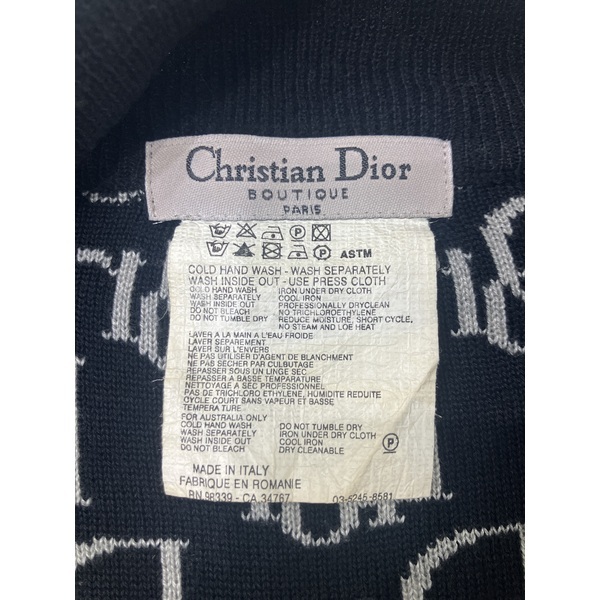 Christian Dior
BOUTIQUE
PARIS
ASTM
COLD HAND WASH - WASH SEPARATELY
WASH INSIDE OUT - USE PRESS CLOTH
COLD HAND WASH IRON UNDER DRY CLOTH
WASH SEPARATELY COOL IRON
WASH INSIDE OUT PROFESSIONALLY DRYCLEAN
DO NOT BLEACH NO TRICHLOROETHYLENE
DO NOT TUMBLE DRY REDUCE MOISTURE, SHORT CYCLE,
NO STEAM AND LOE HEAT
LAVER A LA MAIN A L'EAU FROIDE
LAVER SEPAREMENT
LAVER SUR L'ENVERS
NE PAS UTILISER D'AGENT DE BLANCHMENT
NE PAS SÉCHER PAR CULBUTAGE
REPASSER SOUS UN LINGE SEC
REPASSER A BASSE TEMPARATURE
NETTOYAGE A SEC PROFESSIONNEL
PAS DE TRICHLORO ETHYLENE, HUMIDITE REDUITE
CYCLE COURT SANS VAPEUR ET BASSE
TEMPERA TURE
FOR AUSTRALIA ONLY
COLD HAND WASH DO NOT TUMBLE DRY
WASH SEPARATELY IRON UNDER DRY CLOTH
WASH INSIDE OUT COOL IRON
DO NOT BLEACH DRY CLEANABLE
P
MADE IN ITALY
FABRIQUE EN ROMANIE
RN 98339 - CA 34767 03-5245-8581